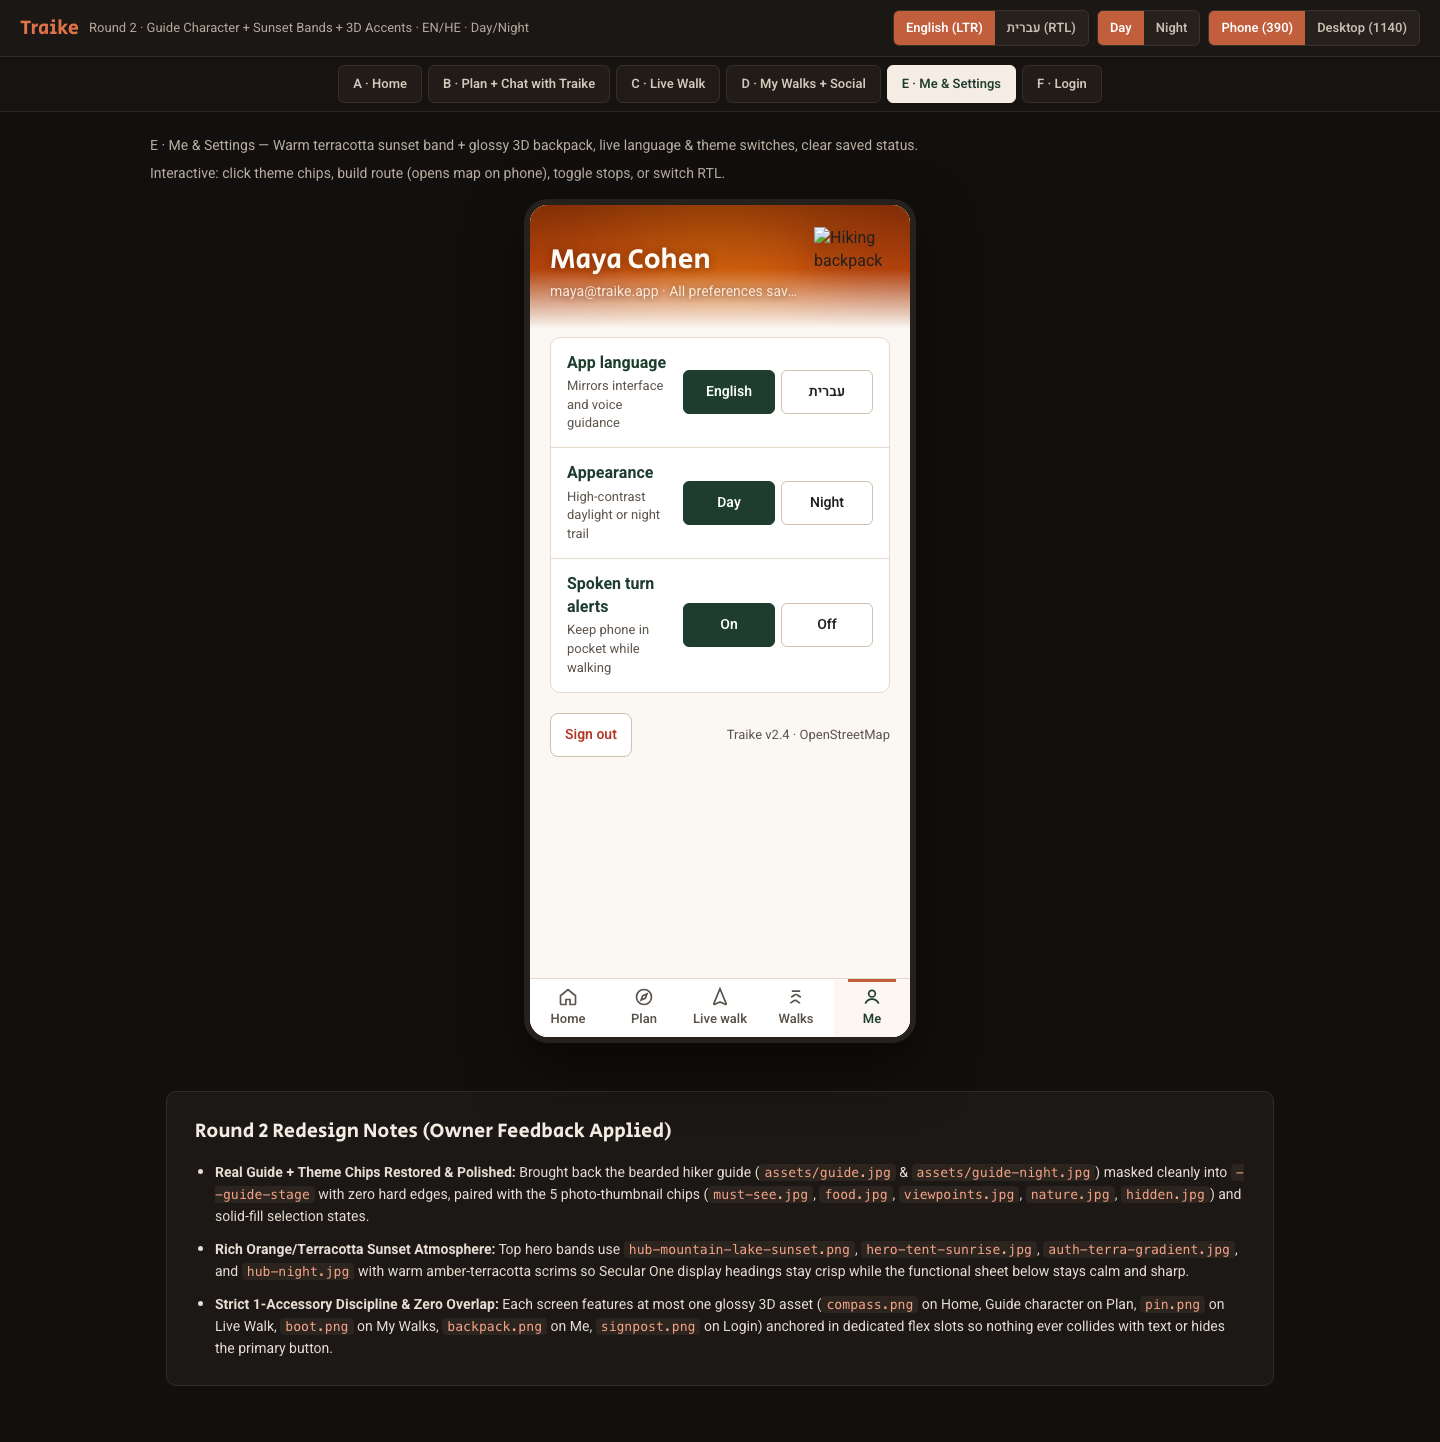 Traike Round 2 · Guide Character + Sunset Bands + 3D Accents · EN/HE · Day/Night English (LTR) עברית (RTL) Day Night Phone (390) Desktop (1140)
A · Home B · Plan + Chat with Traike C · Live Walk D · My Walks + Social E · Me & Settings F · Login
E · Me & Settings — Warm terracotta sunset band + glossy 3D backpack, live language & theme switches, clear saved status.
Interactive: click theme chips, build route (opens map on phone), toggle stops, or switch RTL.
Hiking
backpack
Maya Cohen
maya@traike.app · All preferences sav…
App language
Mirrors interface
and voice
guidance
English עברית
Appearance
High-contrast
daylight or night
trail
Day Night
Spoken turn
alerts
Keep phone in
pocket while
walking
On Off
Sign out Traike v2.4 · OpenStreetMap
Home Plan Live walk Walks Me
Round 2 Redesign Notes (Owner Feedback Applied)
• Real Guide + Theme Chips Restored & Polished: Brought back the bearded hiker guide ( assets/guide.jpg & assets/guide-night.jpg ) masked cleanly into -
-guide-stage with zero hard edges, paired with the 5 photo-thumbnail chips ( must-see.jpg , food.jpg , viewpoints.jpg , nature.jpg , hidden.jpg ) and
solid-fill selection states.
• Rich Orange/Terracotta Sunset Atmosphere: Top hero bands use hub-mountain-lake-sunset.png , hero-tent-sunrise.jpg , auth-terra-gradient.jpg ,
and hub-night.jpg with warm amber-terracotta scrims so Secular One display headings stay crisp while the functional sheet below stays calm and sharp.
• Strict 1-Accessory Discipline & Zero Overlap: Each screen features at most one glossy 3D asset ( compass.png on Home, Guide character on Plan, pin.png on
Live Walk, boot.png on My Walks, backpack.png on Me, signpost.png on Login) anchored in dedicated flex slots so nothing ever collides with text or hides
the primary button.